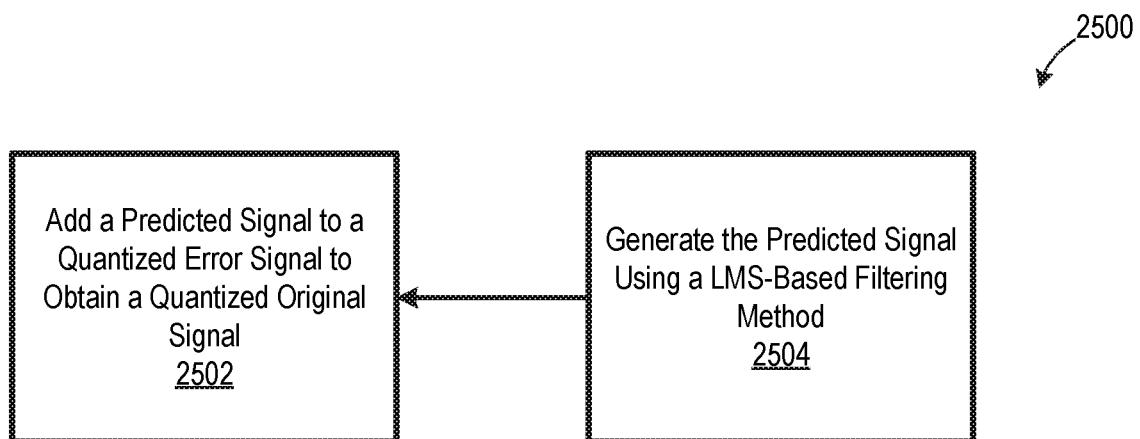 2500
Add a Predicted Signal to a
Quantized Error Signal to
Obtain a Quantized Original
Signal
2502
Generate the Predicted Signal
Using a LMS-Based Filtering
Method
2504